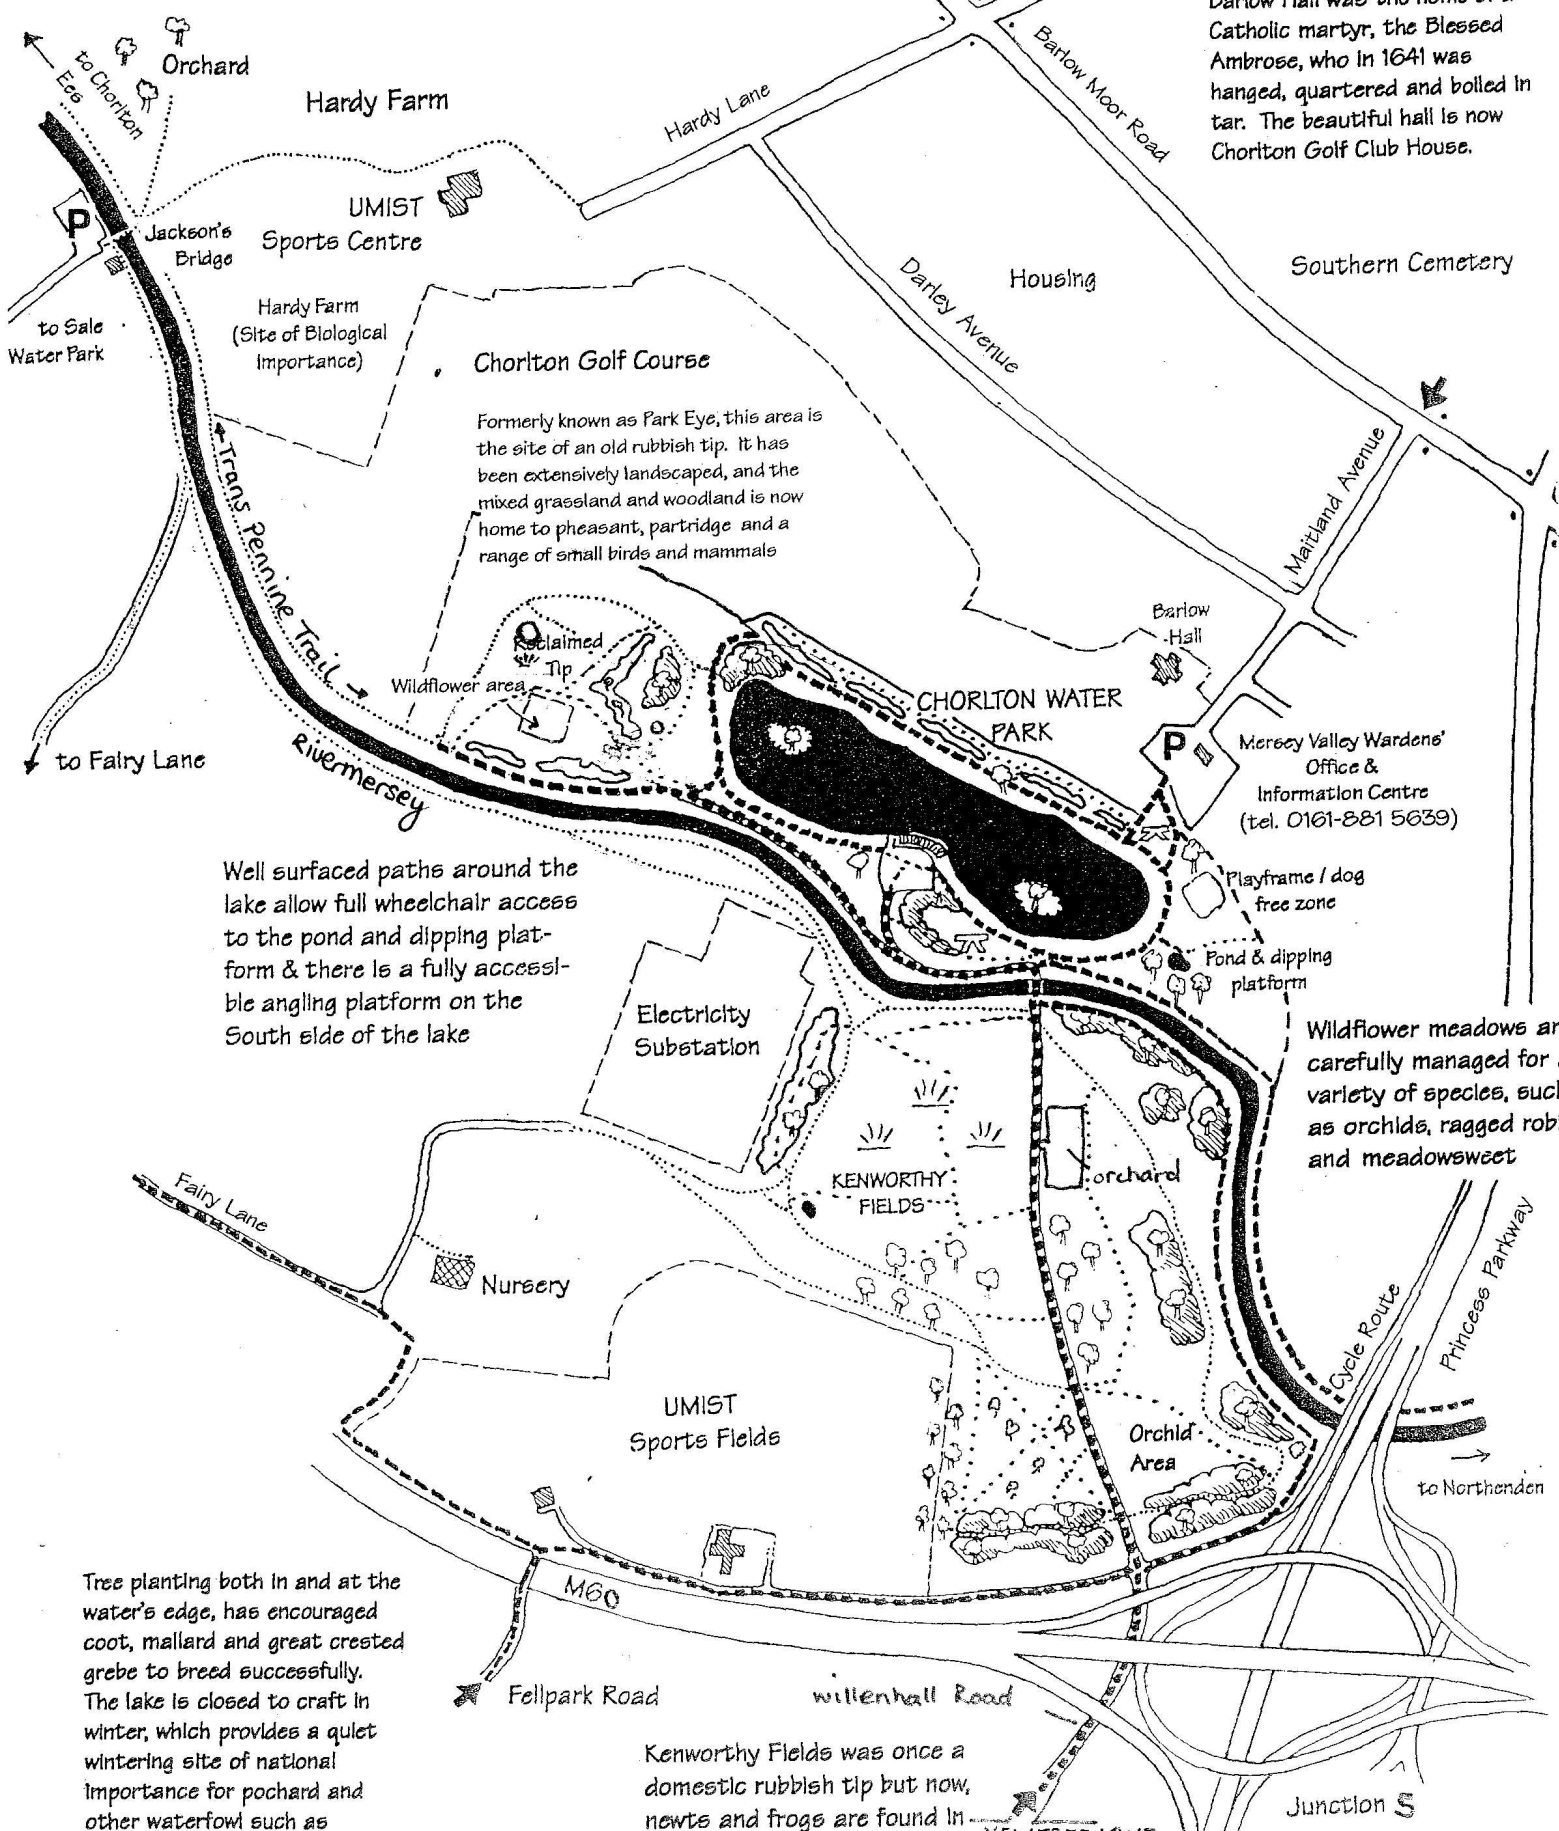 Barlow Hall was the home of a
Catholic martyr, the Blessed
Ambrose, who in 1641 was
hanged, quartered and boiled in
tar. The beautiful hall is now
Chorlton Golf Club House.
to Chorlton
Ees
Orchard
Hardy Farm
Hardy Lane
Barlow Moor Road
P
Jackson's
Bridge
UMIST
Sports Centre
Darley Avenue
Housing
Southern Cemetery
to Sale
Water Park
Hardy Farm
(Site of Biological
Importance)
Chorlton Golf Course
Formerly known as Park Eye, this area is
the site of an old rubbish tip. It has
been extensively landscaped, and the
mixed grassland and woodland is now
home to pheasant, partridge and a
range of small birds and mammals
Maitland Avenue
Trans Pennine Trail
Reclaimed
Tip
Wildflower area
Barlow
Hall
CHORLTON WATER
PARK
P
Mersey Valley Wardens'
Office &
Information Centre
(tel. 0161-881 5639)
to Fairy Lane
Rivermersey
Well surfaced paths around the
lake allow full wheelchair access
to the pond and dipping plat-
form & there is a fully accessi-
ble angling platform on the
South side of the lake
Playframe / dog
free zone
Pond & dipping
platform
Electricity
Substation
Wildflower meadows ar
carefully managed for
variety of species, suc
as orchids, ragged rob
and meadowsweet
orchard
KENWORTHY
FIELDS
Fairy Lane
Nursery
Cycle Route
Princess Parkway
UMIST
Sports Fields
Orchid
Area
to Northenden
M60
Tree planting both in and at the
water's edge, has encouraged
coot, mallard and great crested
grebe to breed successfully.
The lake is closed to craft in
winter, which provides a quiet
wintering site of national
importance for pochard and
other waterfowl such as
Fellpark Road
willenhall Road
Kenworthy Fields was once a
domestic rubbish tip but now,
newts and frogs are found in
Junction 5